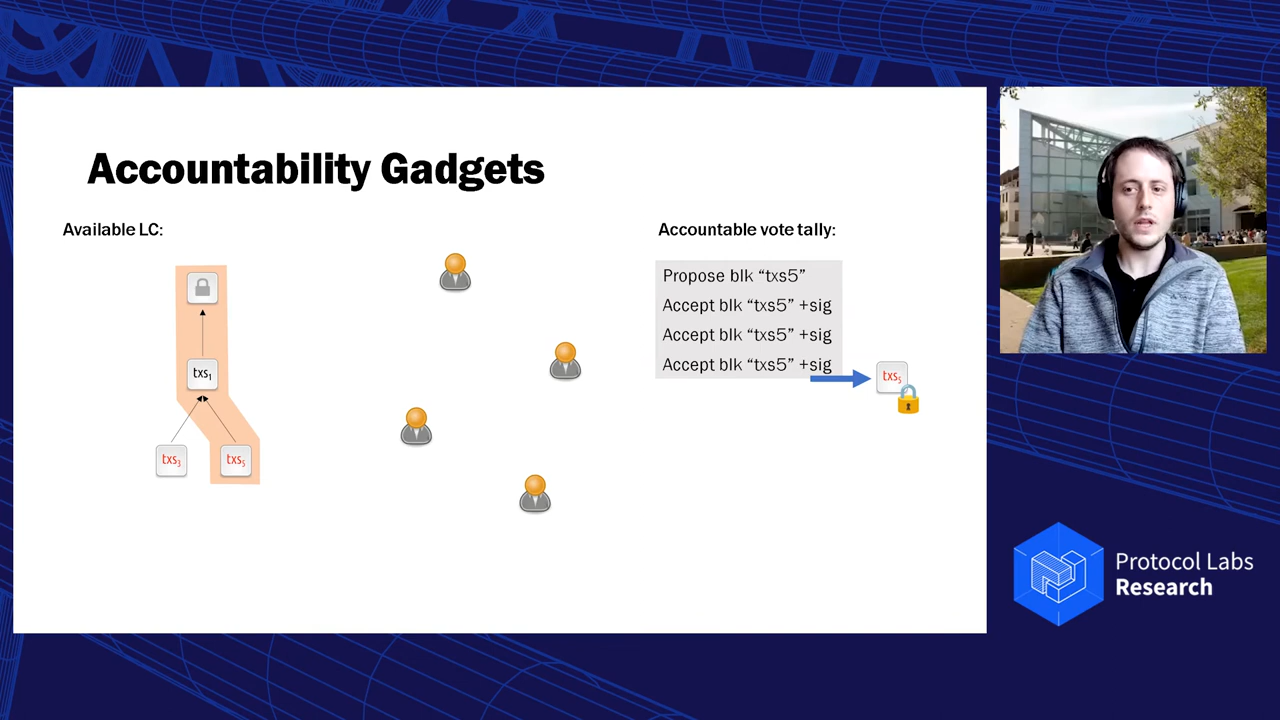 Accountability Gadgets
Available LC:
txs1
txs3
txs5
Accountable vote tally:
Propose blk “txs5”
Accept blk “txs5” +sig
Accept blk “txs5” +sig
Accept blk “txs5” +sig
txs5
Protocol Labs
Research